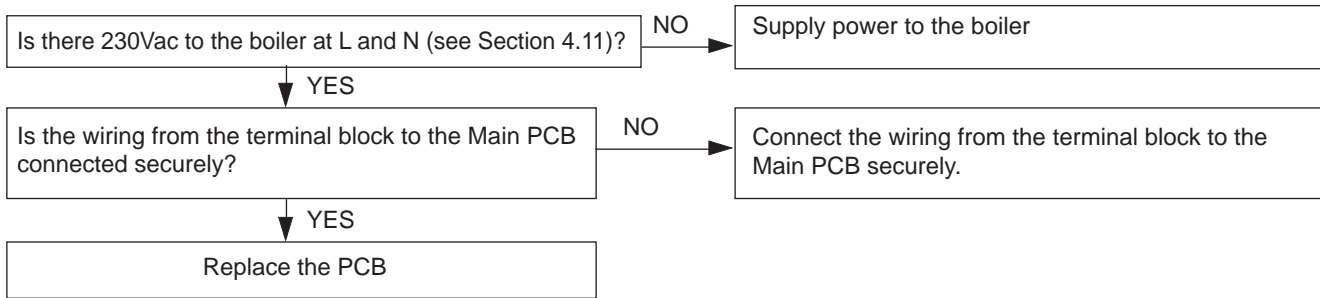 Is there 230Vac to the boiler at L and N (see Section 4.11)?
NO
Supply power to the boiler
YES
Is the wiring from the terminal block to the Main PCB
connected securely?
NO
Connect the wiring from the terminal block to the
Main PCB securely.
YES
Replace the PCB